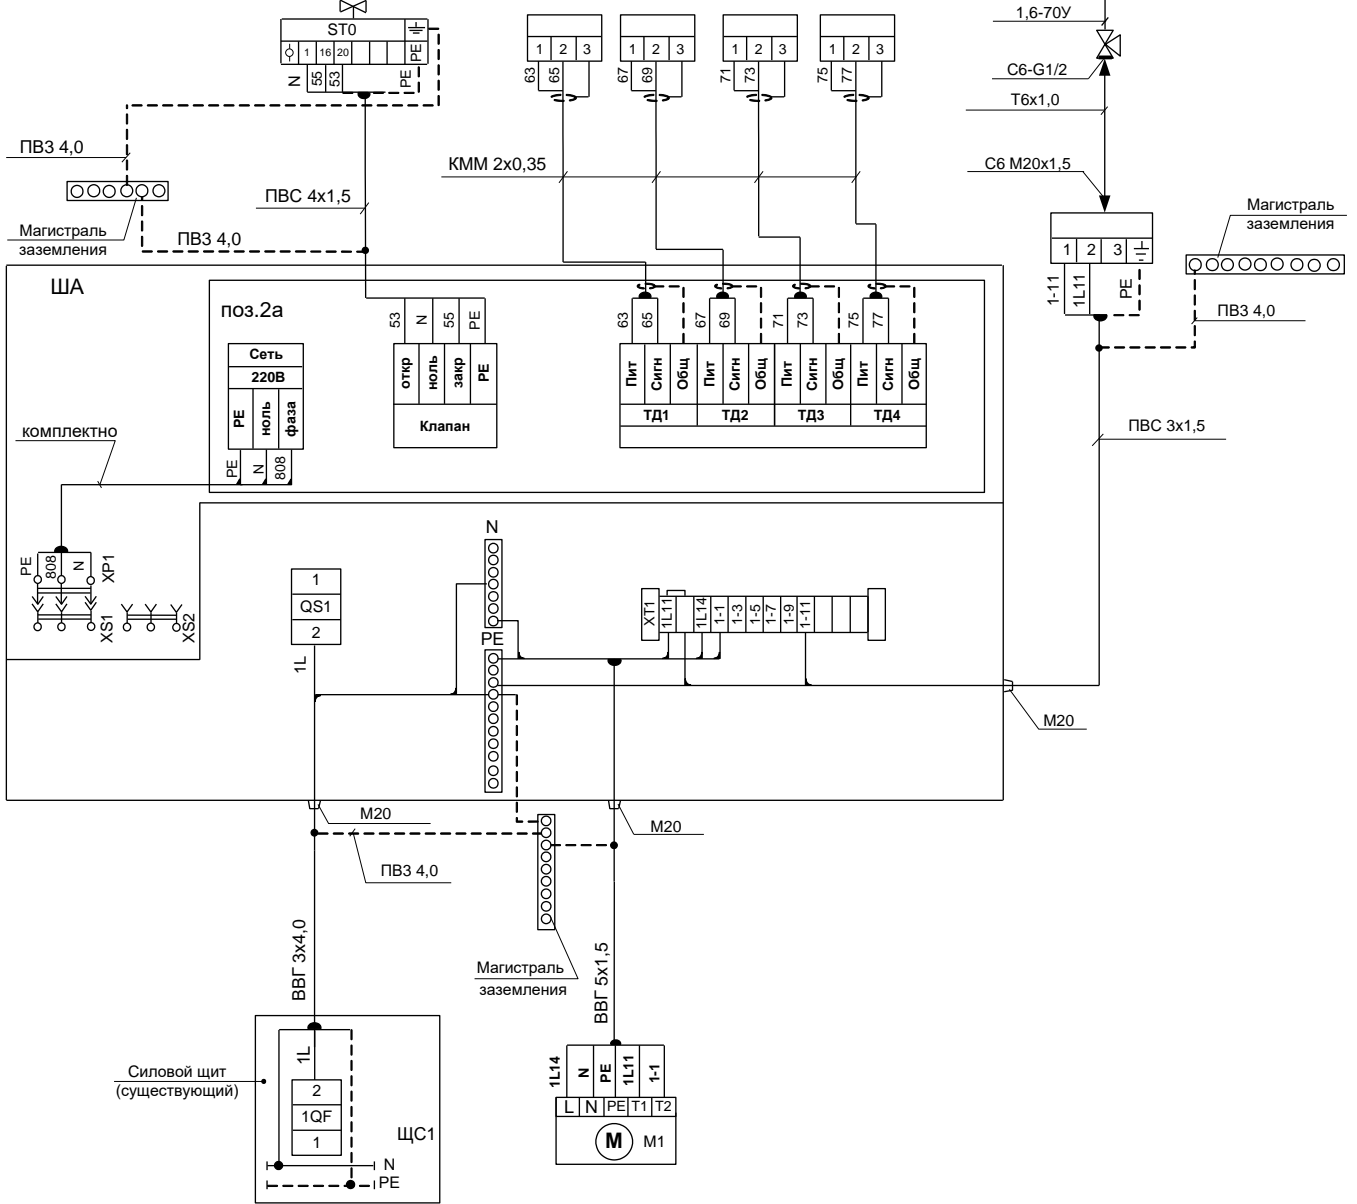 ST0
1 16 20 PE
N 55 53 PE
1 2 3
63 65
1 2 3
67 69
1 2 3
71 73
1 2 3
75 77
1,6-70У
С6-G1/2
Т6х1,0
С6 М20х1,5
ПВ3 4,0
КММ 2х0,35
ПВС 4х1,5
Магистраль
заземления
ПВ3 4,0
Магистраль
заземления
1 2 3
1-11 1L11 PE
ПВ3 4,0
ПВС 3х1,5
ША
поз.2а
Сеть
220В
PE ноль фаза
PE N 808
53 N 55 PE
откр ноль закр PE
Клапан
63 65 67 69 71 73 75 77
Пит Сигн Общ Пит Сигн Общ Пит Сигн Общ Пит Сигн Общ
ТД1 ТД2 ТД3 ТД4
комплектно
PE 808 N XP1
XS1 XS2
1
QS1
2
1L
N
PE
XT1 1L11 1L14 1-1 1-3 1-5 1-7 1-9 1-11
М20
М20
М20
ПВ3 4,0
ВВГ 3х4,0
Магистраль
заземления
ВВГ 5х1,5
Силовой щит
(существующий)
1L
2
1QF
1
ЩС1
N
PE
1L14 N PE 1L11 1-1
L N PE T1 T2
М М1